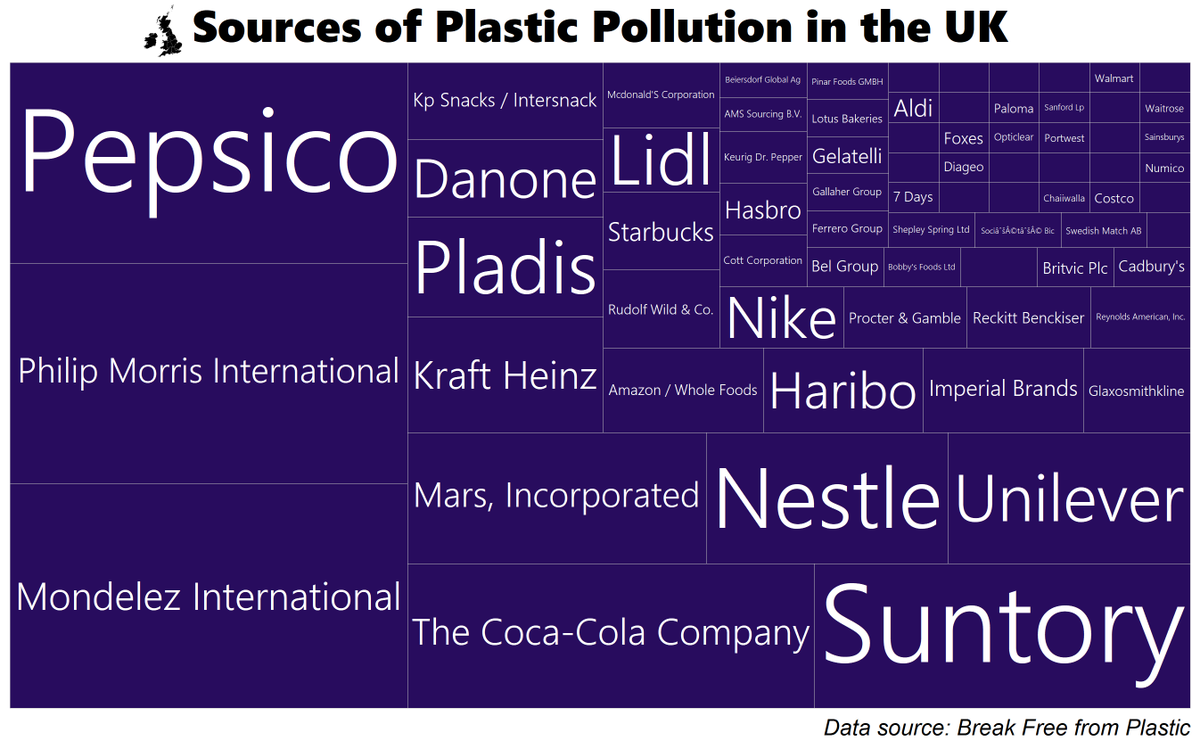 Sources of Plastic Pollution in the UK
Pepsico
Philip Morris International
Mondelez International
Kp Snacks / Intersnack
Danone
Pladis
Kraft Heinz
Mcdonald'S Corporation
Lidl
Starbucks
Rudolf Wild & Co.
Beiersdorf Global Ag
AMS Sourcing B.V.
Keurig Dr. Pepper
Hasbro
Cott Corporation
Pinar Foods GMBH
Lotus Bakeries
Gelatelli
Gallaher Group
Ferrero Group
Bel Group
Aldi
7 Days
Foxes
Diageo
Paloma
Opticlear
Sanford Lp
Portwest
Chaiiwalla
Walmart
Costco
Waitrose
Sainsburys
Numico
Shepley Spring Ltd
Sociâˆšã©tâˆšã© Bic
Swedish Match AB
Bobby's Foods Ltd
Britvic Plc
Cadbury's
Nike
Procter & Gamble
Reckitt Benckiser
Reynolds American, Inc.
Amazon / Whole Foods
Haribo
Imperial Brands
Glaxosmithkline
Mars, Incorporated
Nestle
Unilever
The Coca-Cola Company
Suntory
Data source: Break Free from Plastic